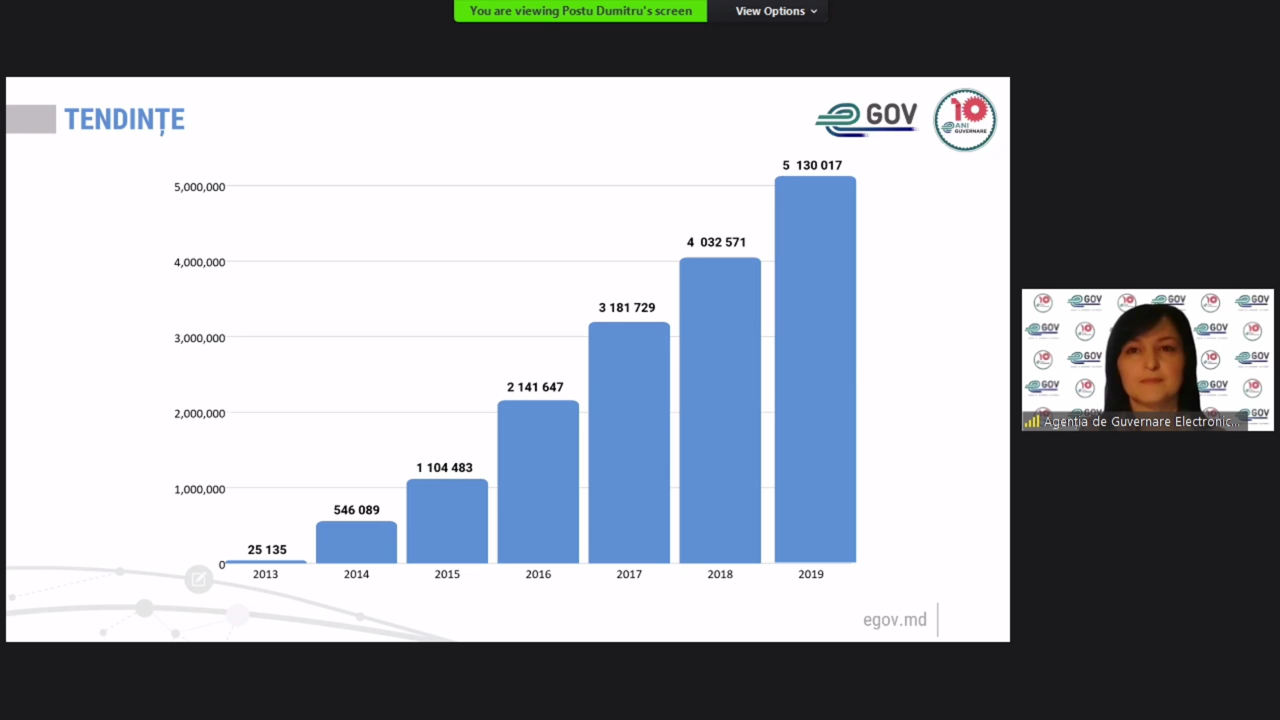 You are viewing Postu Dumitru's screen
View Options
TENDINȚE
GOV
10
ANI
GUVERNARE
5 130 017
5,000,000
4 032 571
4,000,000
3 181 729
3,000,000
2 141 647
2,000,000
1 104 483
1,000,000
546 089
25 135
0
2013 2014 2015 2016 2017 2018 2019
egov.md
Agenția de Guvernare Electronic...